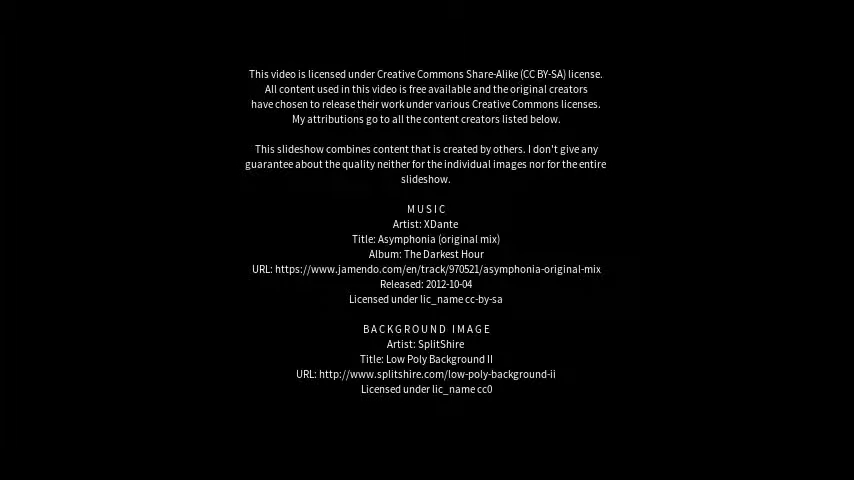 This video is licensed under Creative Commons Share-Alike (CC BY-SA) license.
All content used in this video is free available and the original creators
have chosen to release their work under various Creative Commons licenses.
My attributions go to all the content creators listed below.
This slideshow combines content that is created by others. I don't give any
guarantee about the quality neither for the individual images nor for the entire
slideshow.
MUSIC
Artist: XDante
Title: Asymphonia (original mix)
Album: The Darkest Hour
URL: https://www.jamendo.com/en/track/970521/asymphonia-original-mix
Released: 2012-10-04
Licensed under lic_name cc-by-sa
BACKGROUND IMAGE
Artist: SplitShire
Title: Low Poly Background II
URL: http://www.splitshire.com/low-poly-background-ii
Licensed under lic_name cc0